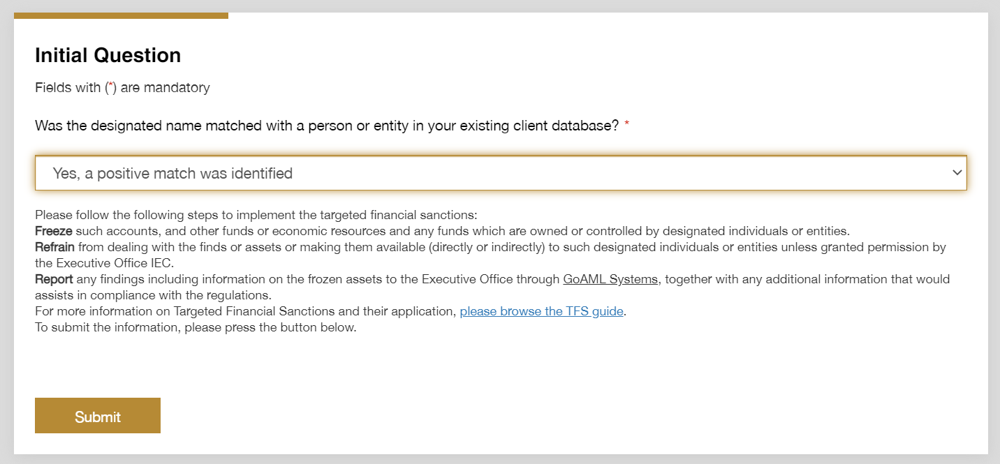 Initial Question
Fields with (*) are mandatory
Was the designated name matched with a person or entity in your existing client database? *
Yes, a positive match was identified
Please follow the following steps to implement the targeted financial sanctions:
Freeze such accounts, and other funds or economic resources and any funds which are owned or controlled by designated individuals or entities.
Refrain from dealing with the finds or assets or making them available (directly or indirectly) to such designated individuals or entities unless granted permission by
the Executive Office IEC.
Report any findings including information on the frozen assets to the Executive Office through GoAML Systems, together with any additional information that would
assists in compliance with the regulations.
For more information on Targeted Financial Sanctions and their application, please browse the TFS guide.
To submit the information, please press the button below.
Submit